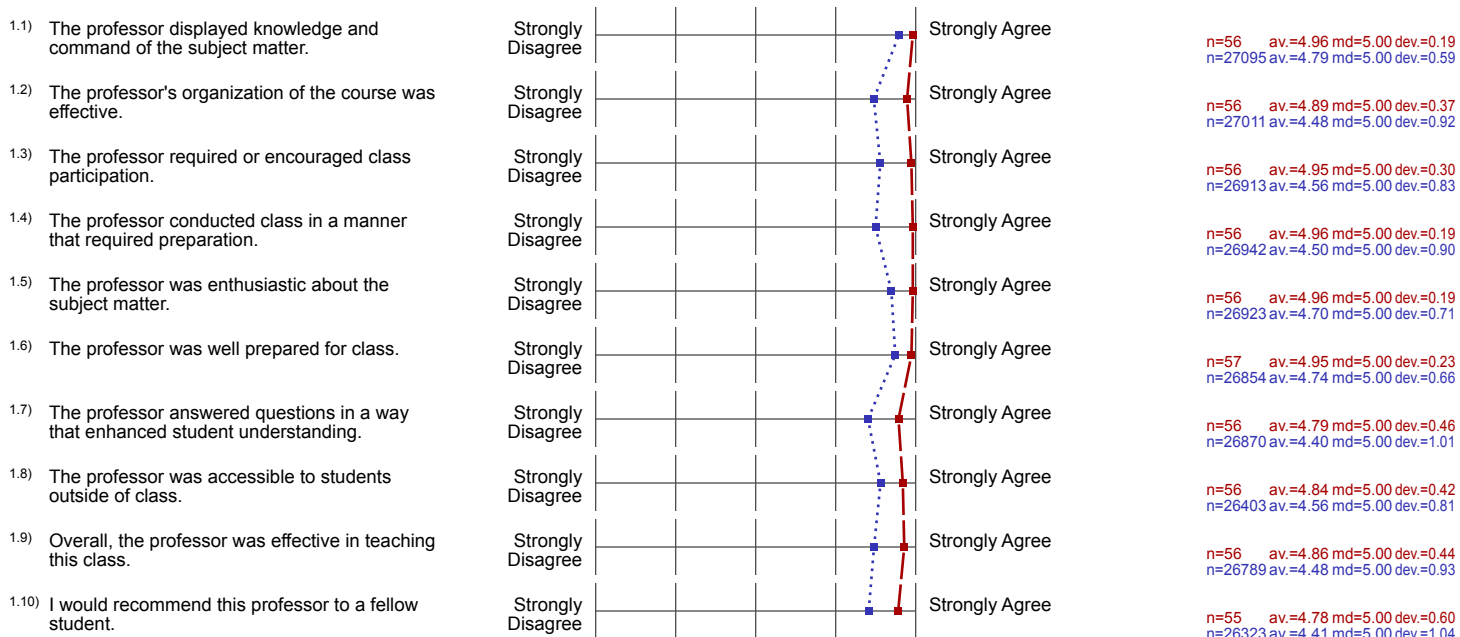 1.1) The professor displayed knowledge and
command of the subject matter.
Strongly
Disagree
Strongly Agree
n=56 av.=4.96 md=5.00 dev.=0.19
n=27095 av.=4.79 md=5.00 dev.=0.59
1.2) The professor's organization of the course was
effective.
Strongly
Disagree
Strongly Agree
n=56 av.=4.89 md=5.00 dev.=0.37
n=27011 av.=4.48 md=5.00 dev.=0.92
1.3) The professor required or encouraged class
participation.
Strongly
Disagree
Strongly Agree
n=56 av.=4.95 md=5.00 dev.=0.30
n=26913 av.=4.56 md=5.00 dev.=0.83
1.4) The professor conducted class in a manner
that required preparation.
Strongly
Disagree
Strongly Agree
n=56 av.=4.96 md=5.00 dev.=0.19
n=26942 av.=4.50 md=5.00 dev.=0.90
1.5) The professor was enthusiastic about the
subject matter.
Strongly
Disagree
Strongly Agree
n=56 av.=4.96 md=5.00 dev.=0.19
n=26923 av.=4.70 md=5.00 dev.=0.71
1.6) The professor was well prepared for class.
Strongly
Disagree
Strongly Agree
n=57 av.=4.95 md=5.00 dev.=0.23
n=26854 av.=4.74 md=5.00 dev.=0.66
1.7) The professor answered questions in a way
that enhanced student understanding.
Strongly
Disagree
Strongly Agree
n=56 av.=4.79 md=5.00 dev.=0.46
n=26870 av.=4.40 md=5.00 dev.=1.01
1.8) The professor was accessible to students
outside of class.
Strongly
Disagree
Strongly Agree
n=56 av.=4.84 md=5.00 dev.=0.42
n=26403 av.=4.56 md=5.00 dev.=0.81
1.9) Overall, the professor was effective in teaching
this class.
Strongly
Disagree
Strongly Agree
n=56 av.=4.86 md=5.00 dev.=0.44
n=26789 av.=4.48 md=5.00 dev.=0.93
1.10) I would recommend this professor to a fellow
student.
Strongly
Disagree
Strongly Agree
n=55 av.=4.78 md=5.00 dev.=0.60
n=26323 av.=4.41 md=5.00 dev.=1.04